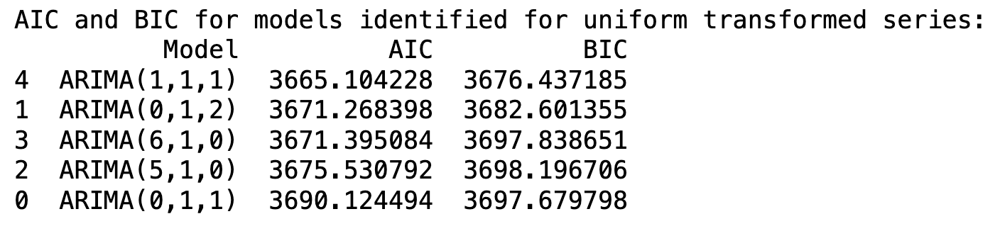 AIC and BIC for models identified for uniform transformed series:
Model AIC BIC
4 ARIMA(1,1,1) 3665.104228 3676.437185
1 ARIMA(0,1,2) 3671.268398 3682.601355
3 ARIMA(6,1,0) 3671.395084 3697.838651
2 ARIMA(5,1,0) 3675.530792 3698.196706
0 ARIMA(0,1,1) 3690.124494 3697.679798